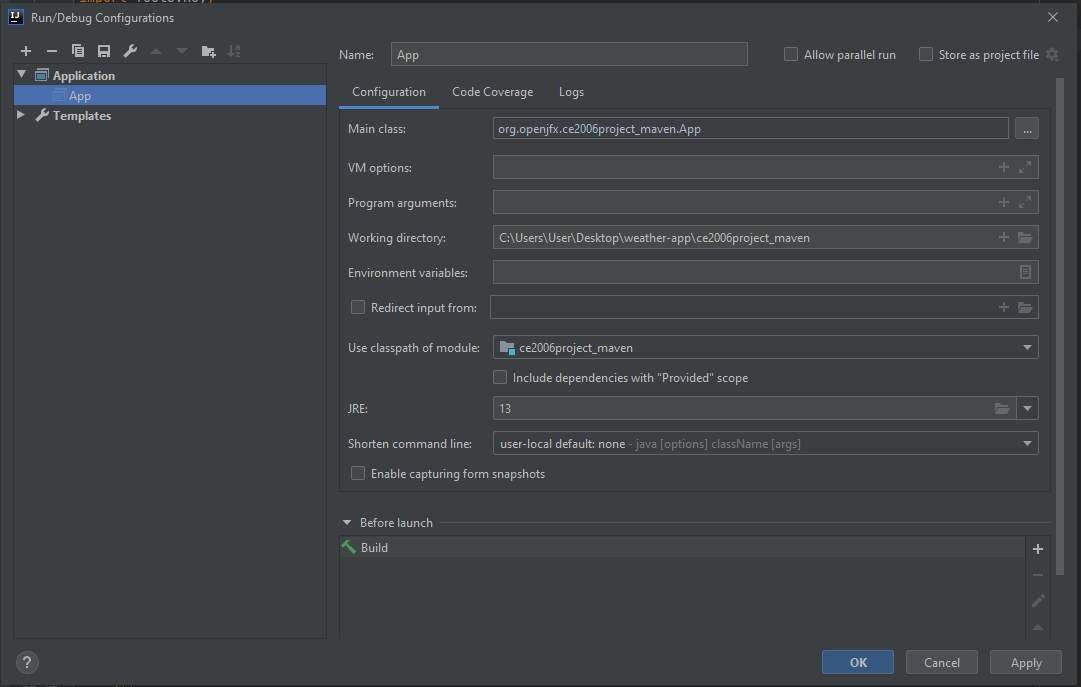 Run/Debug Configurations
Name: App
Allow parallel run
Store as project file
Application
App
Templates
Configuration
Code Coverage
Logs
Main class: org.openjfx.ce2006project_maven.App
...
VM options:
Program arguments:
Working directory: C:\Users\User\Desktop\weather-app\ce2006project_maven
Environment variables:
Redirect input from:
Use classpath of module: ce2006project_maven
Include dependencies with "Provided" scope
JRE: 13
Shorten command line: user-local default: none - java [options] className [args]
Enable capturing form snapshots
Before launch
Build
?
OK
Cancel
Apply